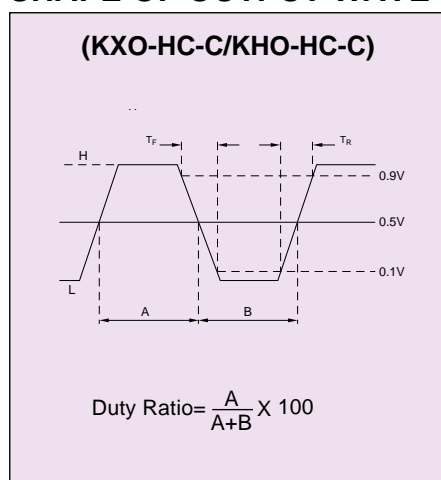 (KXO-HC-C/KHO-HC-C)
TF TR
H
0.9V
0.5V
0.1V
L
A B
Duty Ratio= A/A+B X 100